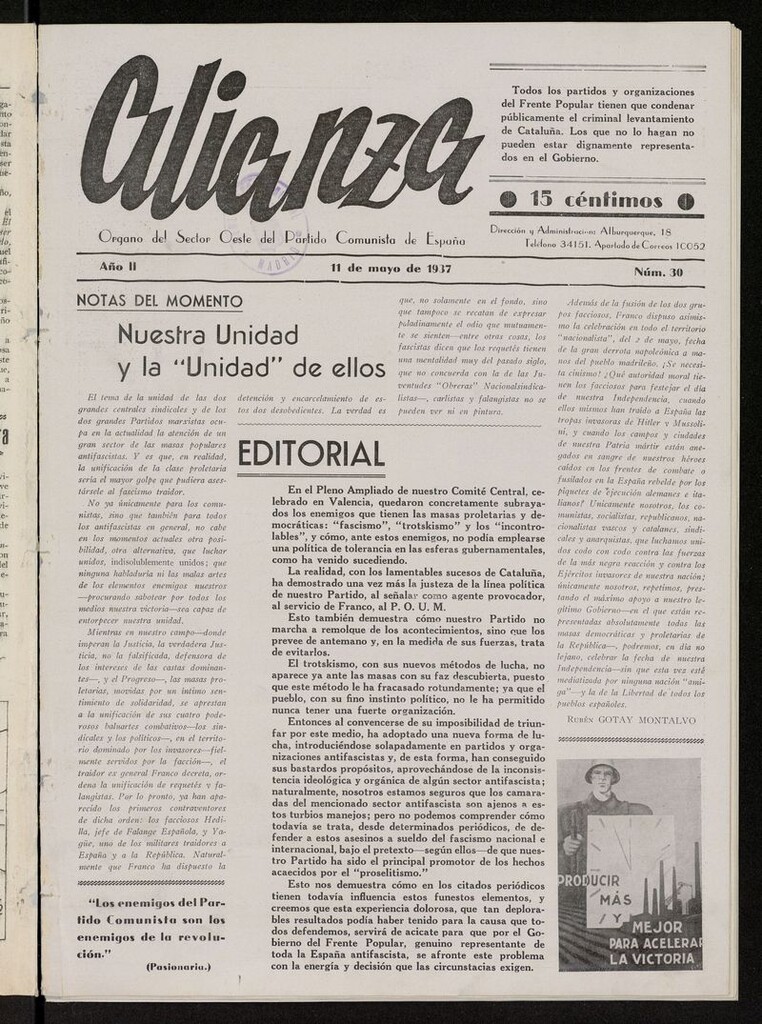 Alianza
Todos los partidos y organizaciones
del Frente Popular tienen que condenar
públicamente el criminal levantamiento
de Cataluña. Los que no lo hagan no
pueden estar dignamente representa-
dos en el Gobierno.
15 céntimos
Organo del Sector Oeste del Partido Comunista de España
Dirección y Administración Alburquerque, 18
Teléfono 34151. Apartado de Correos 10052
Año II
11 de mayo de 1937
Núm. 30
NOTAS DEL MOMENTO
Nuestra Unidad
y la "Unidad" de ellos
El tema de la unidad de las dos
grandes centrales sindicales y de los
dos grandes Partidos marxistas ocu-
pa en la actualidad la atención de un
gran sector de las masas populares
antifascistas. Y es que, en realidad,
la unificación de la clase proletaria
sería el mayor golpe que pudiera ases-
társele al fascismo traidor.
No ya únicamente para los comu-
nistas, sino que también para todos
los antifascistas en general, no cabe
en los momentos actuales otra posi-
bilidad, otra alternativa, que luchar
unidos, indisolublemente unidos; que
ninguna habladuría ni las malas artes
de los elementos enemigos nuestros
—procurando sabotear por todos los
medios nuestra victoria—sea capaz de
entorpecer nuestra unidad.
Mientras en nuestro campo—donde
imperan la Justicia, la verdadera Jus-
ticia, no la falsificada, defensora de
los intereses de las castas dominan-
tes—, y el Progreso—, las masas pro-
letarias, movidas por un íntimo sen-
timiento de solidaridad, se aprestan
a la unificación de sus cuatro pode-
rosos baluartes combativos—los sin-
dicales y los políticos—, en el territo-
rio dominado por los invasores—fiel-
mente servidos por la facción—, el
traidor ex general Franco decreta, or-
dena la unificación de requetés y fa-
langistas. Por lo pronto, ya han apa-
recido los primeros contraventores
de dicha orden: los facciosos Hedi-
lla, jefe de Falange Española, y Ya-
güe, uno de los militares traidores a
España y a la República. Natural-
mente que Franco ha dispuesto la
detención y encarcelamiento de es-
tos dos desobedientes. La verdad es
que, no solamente en el fondo, sino
que tampoco se recatan de expresar
paladinamente el odio que mutuamen-
te se sienten—entre otras cosas, los
fascistas dicen que los requetés tienen
una mentalidad muy del pasado siglo,
que no concuerda con la de las Ju-
ventudes "Obreras" Nacionalsindica-
listas—, carlistas y falangistas no se
pueden ver ni en pintura.
Además de la fusión de los dos gru-
pos facciosos, Franco dispuso asimis-
mo la celebración en todo el territorio
"nacionalista", del 2 de mayo, fecha
de la gran derrota napoleónica a ma-
nos del pueblo madrileño. ¡Se necesi-
ta cinismo! ¿Qué autoridad moral tie-
nen los facciosos para festejar el día
de nuestra Independencia, cuando
ellos mismos han traído a España las
tropas invasoras de Hitler y Mussoli-
ni, y cuando los campos y ciudades
de nuestra Patria mártir están ane-
gados en sangre de nuestros héroes
caídos en los frentes de combate o
fusilados en la España rebelde por los
piquetes de ejecución alemanes e ita-
lianos? Unicamente nosotros, los co-
munistas, socialistas, republicanos, na-
cionalistas vascos y catalanes, sindi-
cales y anarquistas, que luchamos uni-
dos codo con codo contra las fuerzas
de la más negra reacción y contra los
Ejércitos invasores de nuestra nación;
únicamente nosotros, repetimos, pres-
tando el máximo apoyo a nuestro le-
gítimo Gobierno—en el que están re-
presentadas absolutamente todas las
masas democráticas y proletarias de
la República—, podremos, en día no
lejano, celebrar la fecha de nuestra
Independencia—sin que esta vez esté
mediatizado por ninguna nación "ami-
ga"—y la de la Libertad de todos los
pueblos españoles.
Rubén GOTAY MONTALVO
EDITORIAL
En el Pleno Ampliado de nuestro Comité Central, ce-
lebrado en Valencia, quedaron concretamente subraya-
dos los enemigos que tienen las masas proletarias y de-
mocráticas: "fascismo", "trotskismo" y los "incontro-
lables", y cómo, ante estos enemigos, no podía emplearse
una política de tolerancia en las esferas gubernamentales,
como ha venido sucediendo.
La realidad, con los lamentables sucesos de Cataluña,
ha demostrado una vez más la justeza de la línea política
de nuestro Partido, al señalar como agente provocador,
al servicio de Franco, al P. O. U. M.
Esto también demuestra cómo nuestro Partido no
marcha a remolque de los acontecimientos, sino que los
prevee de antemano y, en la medida de sus fuerzas, trata
de evitarlos.
El trotskismo, con sus nuevos métodos de lucha, no
aparece ya ante las masas con su faz descubierta, puesto
que este método le ha fracasado rotundamente; ya que el
pueblo, con su fino instinto político, no le ha permitido
nunca tener una fuerte organización.
Entonces al convencerse de su imposibilidad de triun-
far por este medio, ha adoptado una nueva forma de lu-
cha, introduciéndose solapadamente en partidos y orga-
nizaciones antifascistas y, de esta forma, han conseguido
sus bastardos propósitos, aprovechándose de la inconsis-
tencia ideológica y orgánica de algún sector antifascista;
naturalmente, nosotros estamos seguros que los camara-
das del mencionado sector antifascista son ajenos a es-
tos turbios manejos; pero no podemos comprender cómo
todavía se trata, desde determinados periódicos, de de-
fender a estos asesinos a sueldo del fascismo nacional e
internacional, bajo el pretexto—según ellos—de que nues-
tro Partido ha sido el principal promotor de los hechos
acaecidos por el "proselitismo."
Esto nos demuestra cómo en los citados periódicos
tienen todavía influencia estos funestos elementos, y
creemos que esta experiencia dolorosa, que tan deplora-
bles resultados podía haber tenido para la causa que to-
dos defendemos, servirá de acicate para que por el Go-
bierno del Frente Popular, genuino representante de
toda la España antifascista, se afronte este problema
con la energía y decisión que las circunstacias exigen.
"Los enemigos del Par-
tido Comunista son los
enemigos de la revolu-
ción."
(Pasionaria.)
PRODUCIR
MÁS
Y
MEJOR
PARA ACELERAR
LA VICTORIA